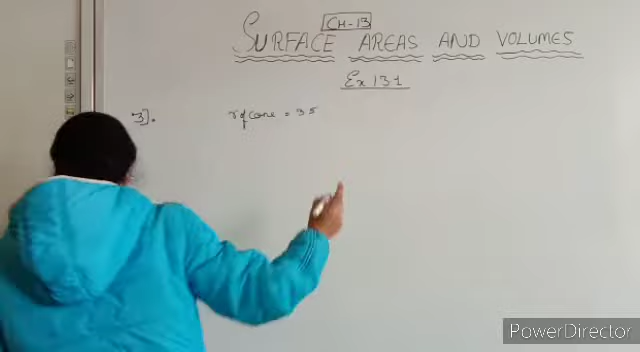 CH-13
SURFACE AREAS AND VOLUMES
Ex 13.1
3].
r of cone = 3.5
PowerDirector